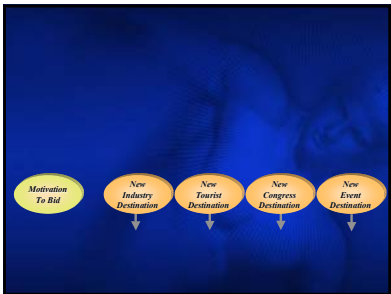 Motivation
To Bid
New
Industry
Destination
New
Tourist
Destination
New
Congress
Destination
New
Event
Destination